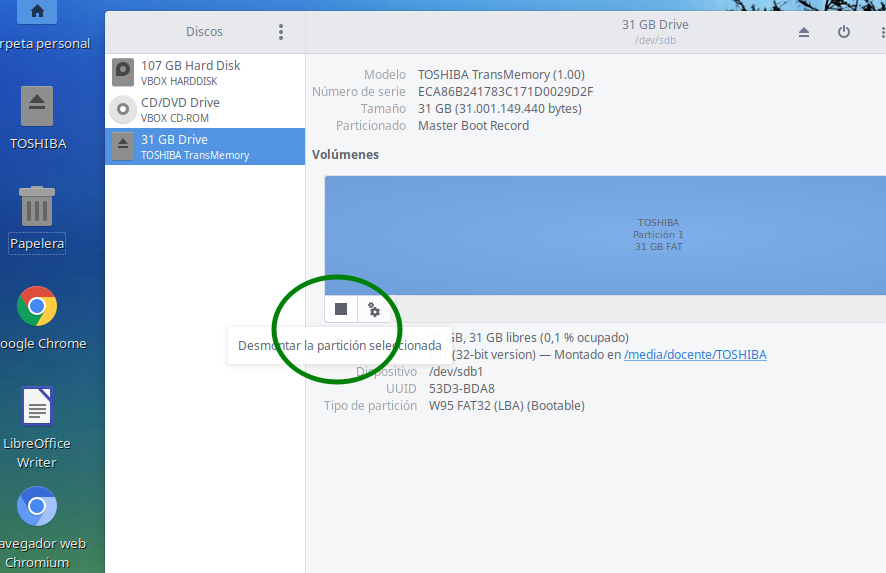 rpeta personal
TOSHIBA
Papelera
oogle Chrome
LibreOffice
Writer
avegador web
Chromium
Discos
107 GB Hard Disk
VBOX HARDDISK
CD/DVD Drive
VBOX CD-ROM
31 GB Drive
TOSHIBA TransMemory
31 GB Drive
/dev/sdb
Modelo TOSHIBA TransMemory (1.00)
Número de serie ECA86B241783C171D0029D2F
Tamaño 31 GB (31.001.149.440 bytes)
Particionado Master Boot Record
Volúmenes
TOSHIBA
Partición 1
31 GB FAT
GB, 31 GB libres (0,1 % ocupado)
Desmontar la partición seleccionada
(32-bit version) — Montado en /media/docente/TOSHIBA
Dispositivo /dev/sdb1
UUID 53D3-BDA8
Tipo de partición W95 FAT32 (LBA) (Bootable)